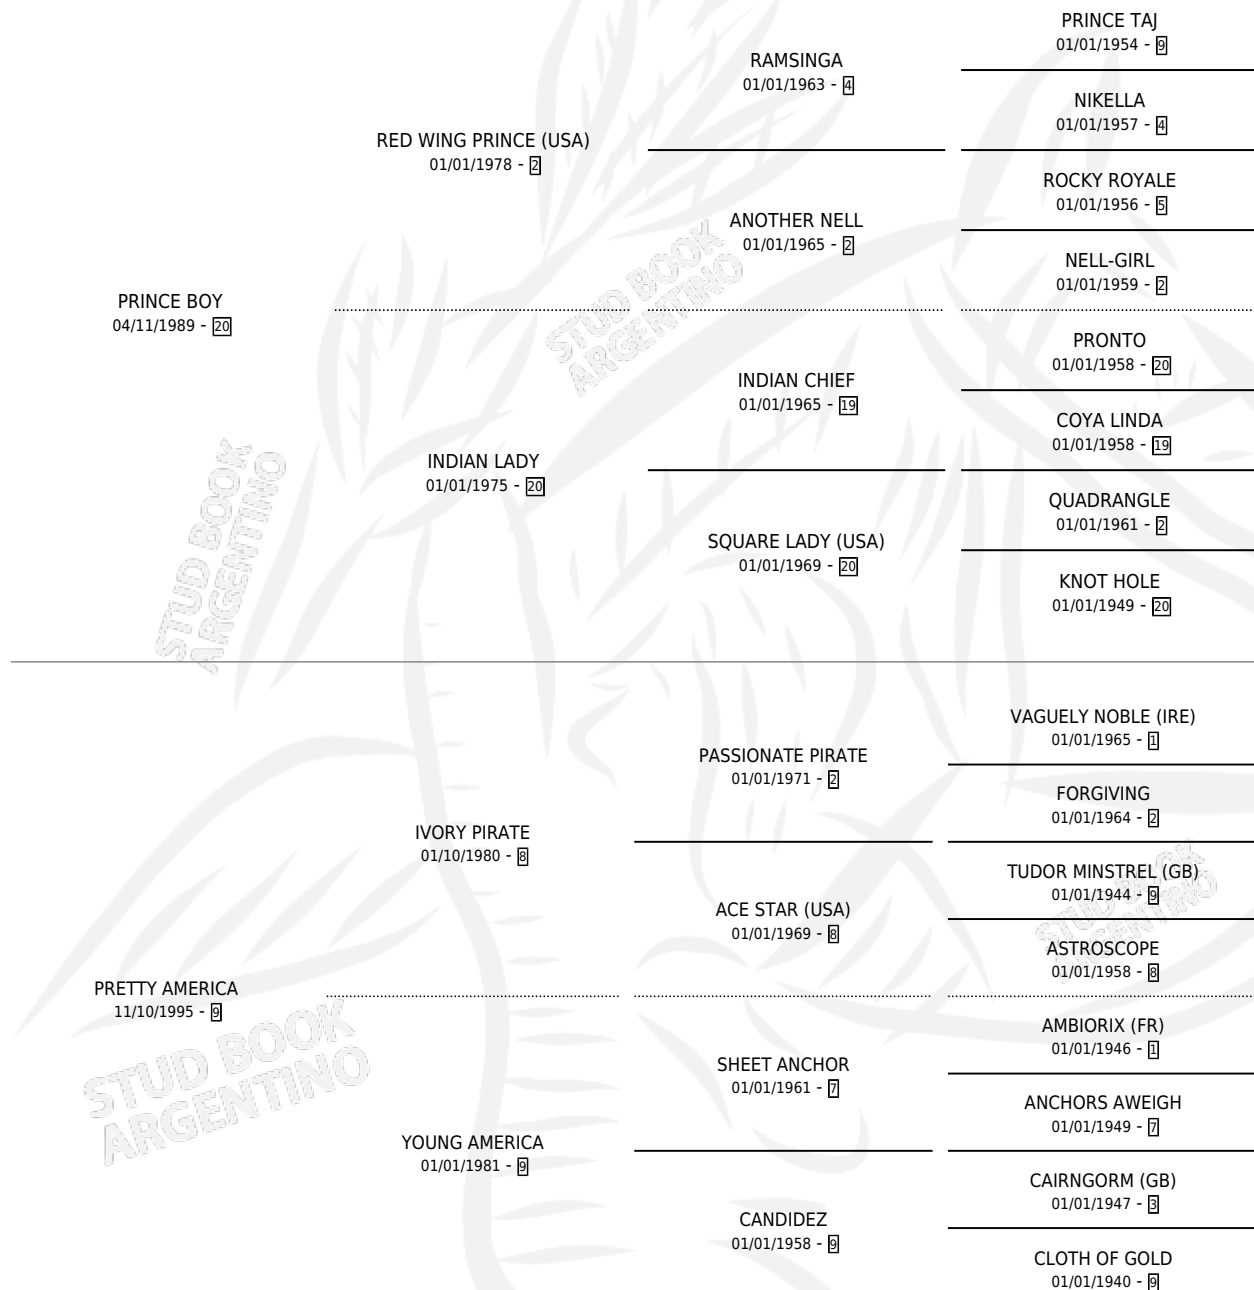 PRINCE TAJ
01/01/1954 - 9
RAMSINGA
01/01/1963 - 4
NIKELLA
01/01/1957 - 4
RED WING PRINCE (USA)
01/01/1978 - 2
ROCKY ROYALE
01/01/1956 - 5
ANOTHER NELL
01/01/1965 - 2
NELL-GIRL
01/01/1959 - 2
PRINCE BOY
04/11/1989 - 20
STUD BOOK
ARGENTINO
PRONTO
01/01/1958 - 20
INDIAN CHIEF
01/01/1965 - 19
COYA LINDA
01/01/1958 - 19
INDIAN LADY
01/01/1975 - 20
QUADRANGLE
01/01/1961 - 2
SQUARE LADY (USA)
01/01/1969 - 20
KNOT HOLE
01/01/1949 - 20
STUD BOOK
ARGENTINO
VAGUELY NOBLE (IRE)
01/01/1965 - 1
PASSIONATE PIRATE
01/01/1971 - 2
FORGIVING
01/01/1964 - 2
IVORY PIRATE
01/10/1980 - 8
TUDOR MINSTREL (GB)
01/01/1944 - 9
ACE STAR (USA)
01/01/1969 - 8
STUD BOOK
ARGENTINO
ASTROSCOPE
01/01/1958 - 8
PRETTY AMERICA
11/10/1995 - 9
AMBIORIX (FR)
01/01/1946 - 1
SHEET ANCHOR
01/01/1961 - 7
STUD BOOK
ARGENTINO
ANCHORS AWEIGH
01/01/1949 - 7
YOUNG AMERICA
01/01/1981 - 9
CAIRNGORM (GB)
01/01/1947 - 3
CANDIDEZ
01/01/1958 - 9
CLOTH OF GOLD
01/01/1940 - 9